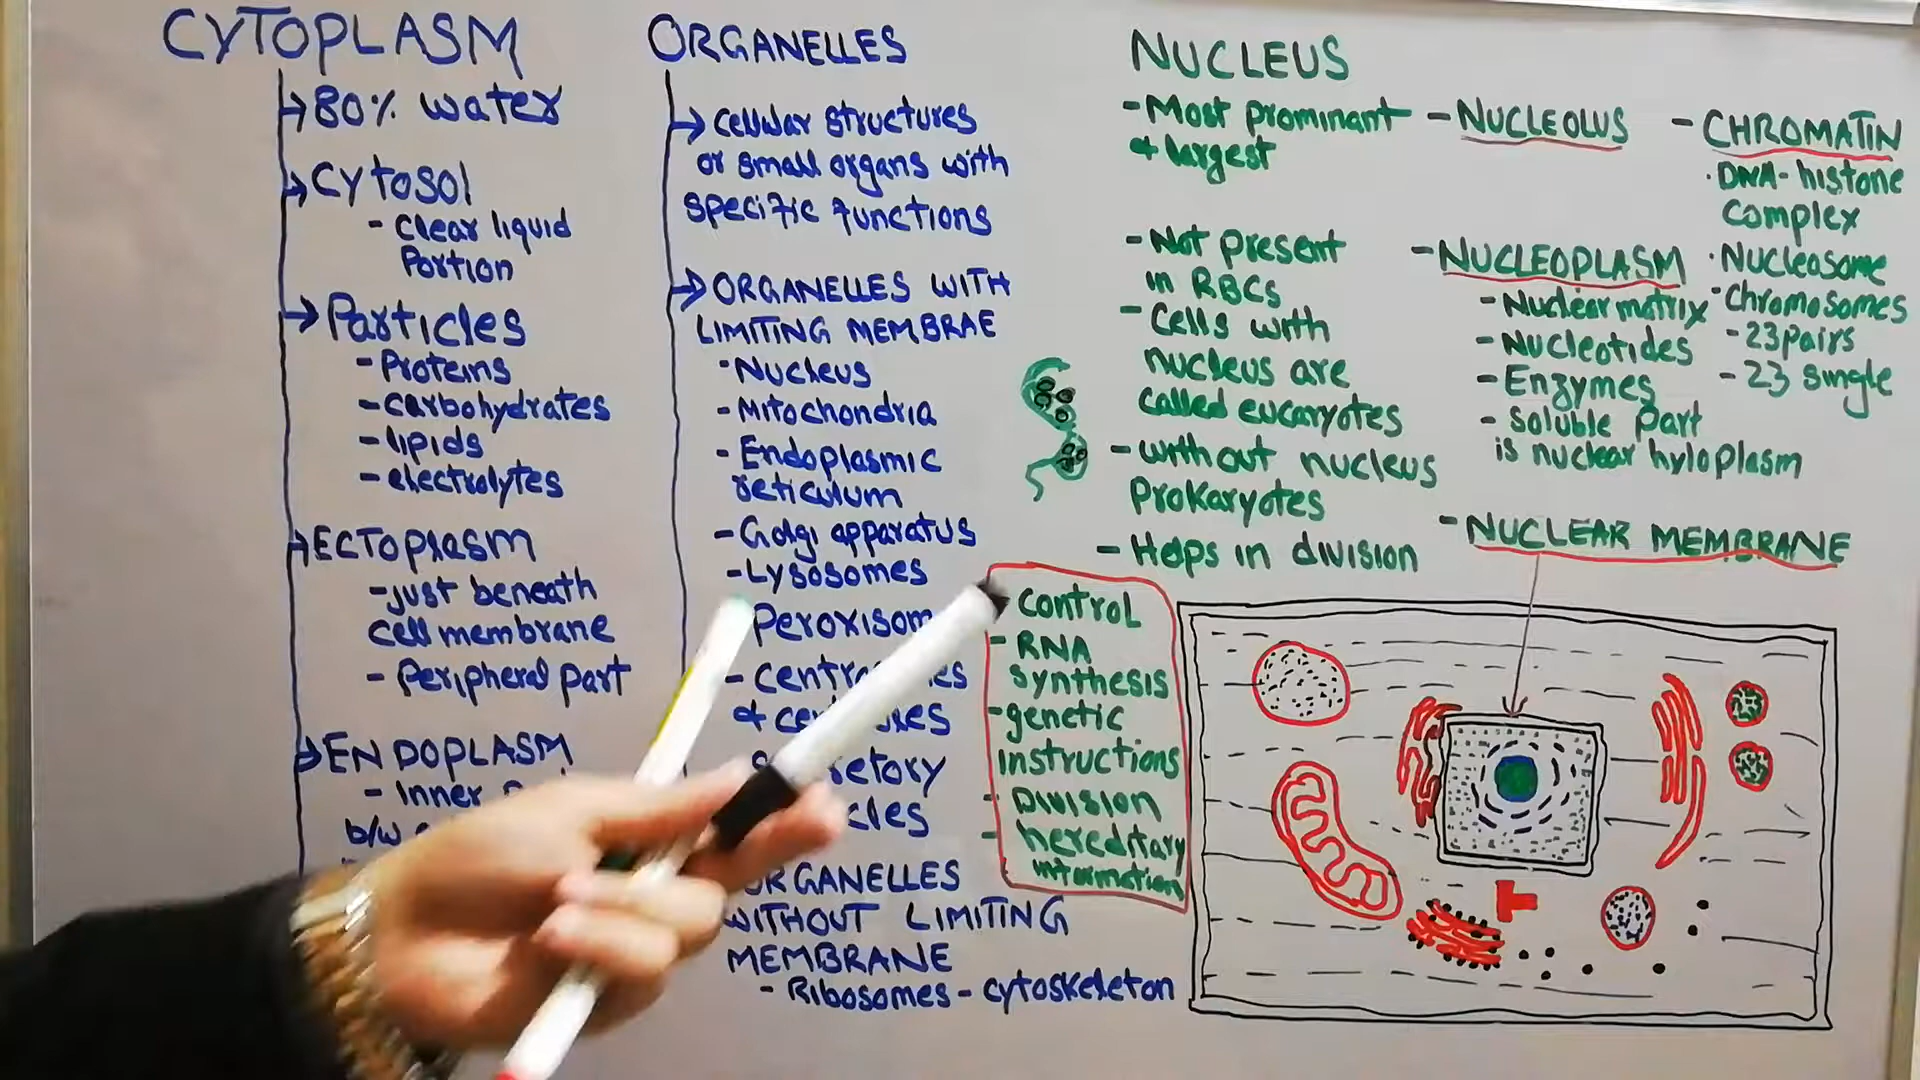 CYTOPLASM
80% water
Cytosol
- Clear liquid
Portion
Particles
- Proteins
- carbohydrates
- lipids
- electrolytes
ECTOPlasm
- just beneath
cell membrane
- Peripheral part
ENDOPLASM
- Inner
b/w
ORGANELLES
Cellular structures
or small organs with
specific functions
ORGANELLES WITH
LIMITING MEMBRAE
- Nucleus
- Mitochondria
- Endoplasmic
reticulum
- Golgi apparatus
- Lysosomes
Peroxisom
-
&
ORGANELLES
WITHOUT LIMITING
MEMBRANE
- Ribosomes - cytoskeleton
NUCLEUS
- Most prominent
& largest
- Not present
in RBCs
- Cells with
nucleus are
called eucaryotes
- without nucleus
Prokaryotes
- Helps in division
control
- RNA
synthesis
- genetic
instructions
- Division
- hereditary
information
- NUCLEOLUS
- NUCLEOPLASM
- Nuclear matrix
- Nucleotides
- Enzymes
- soluble part
is nuclear hyloplasm
- NUCLEAR MEMBRANE
- CHROMATIN
· DNA - histone
complex
· Nucleosome
· Chromosomes
- 23 pairs
- 23 single